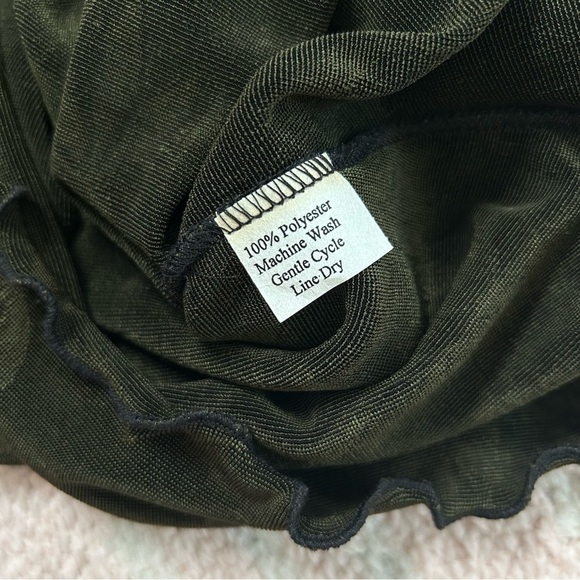 100% Polyester
Machine Wash
Gentle Cycle
Line Dry